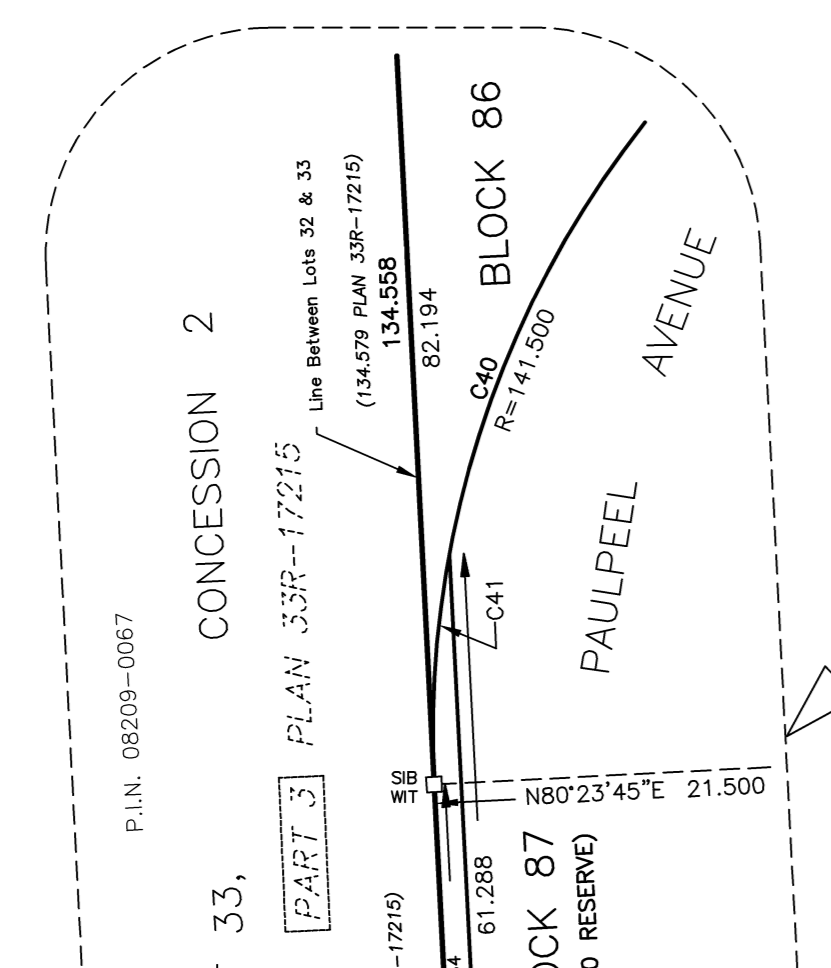 BLOCK 86
Line Between Lots 32 & 33
(134.579 PLAN 33R-17215)
134.558
82.194
CONCESSION 2
C40
R=141.500
AVENUE
PAULPEEL
PLAN 33R-17215
PART 3
P.I.N. 08209-0067
C41
SIB
WIT
N80°23'45"E 21.500
33,
61.288
87
RESERVE)
-17215)